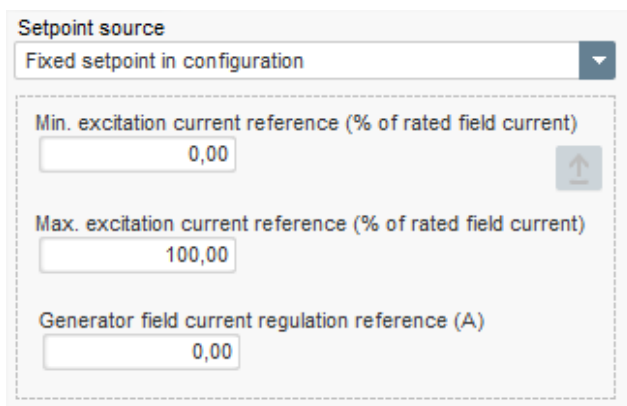 Setpoint source
Fixed setpoint in configuration
Min. excitation current reference (% of rated field current)
0,00
Max. excitation current reference (% of rated field current)
100,00
Generator field current regulation reference (A)
0,00